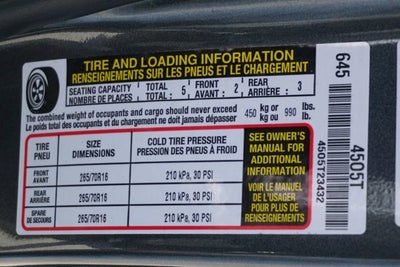 TIRE AND LOADING INFORMATION
RENSEIGNEMENTS SUR LES PNEUS ET LE CHARGEMENT
SEATING CAPACITY TOTAL : 5 FRONT : 2 REAR : 3
NOMBRE DE PLACES TOTAL AVANT ARRIÈRE
The combined weight of occupants and cargo should never exceed 450 kg or 990 lbs.
Le poids total des occupants et du chargement ne doit jamais dépasser kg ou lb.
TIRE SIZE COLD TIRE PRESSURE
PNEU DIMENSIONS PRESSION DES PNEUS À FROID
FRONT
AVANT 265/70R16 210 kPa, 30 PSI
REAR
ARRIÈRE 265/70R16 210 kPa, 30 PSI
SPARE
DE SECOURS 265/70R16 210 kPa, 30 PSI
SEE OWNER'S
MANUAL FOR
ADDITIONAL
INFORMATION
VOIR LE MANUEL
DE L'USAGER
POUR PLUS DE
RENSEIGNEMENTS
645
4505T
4505T23432